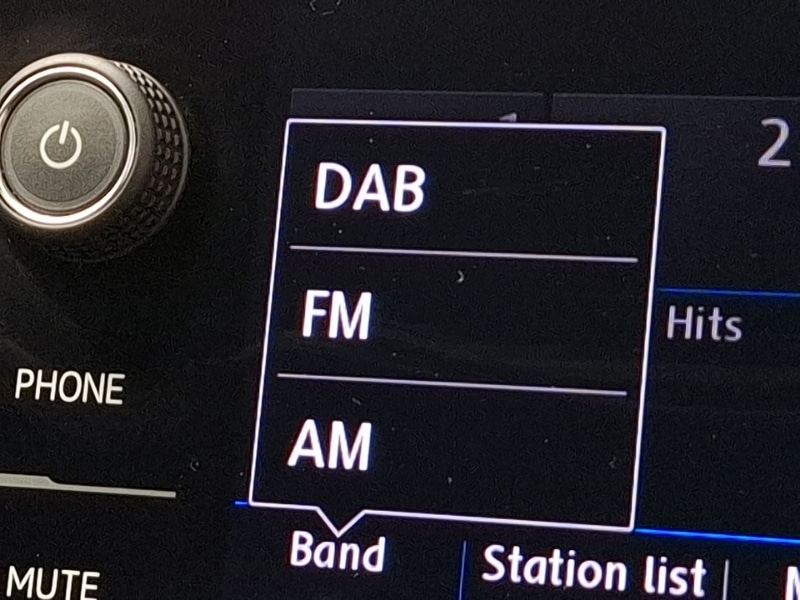 2
DAB
FM
Hits
PHONE
AM
Band
Station list
MUTE